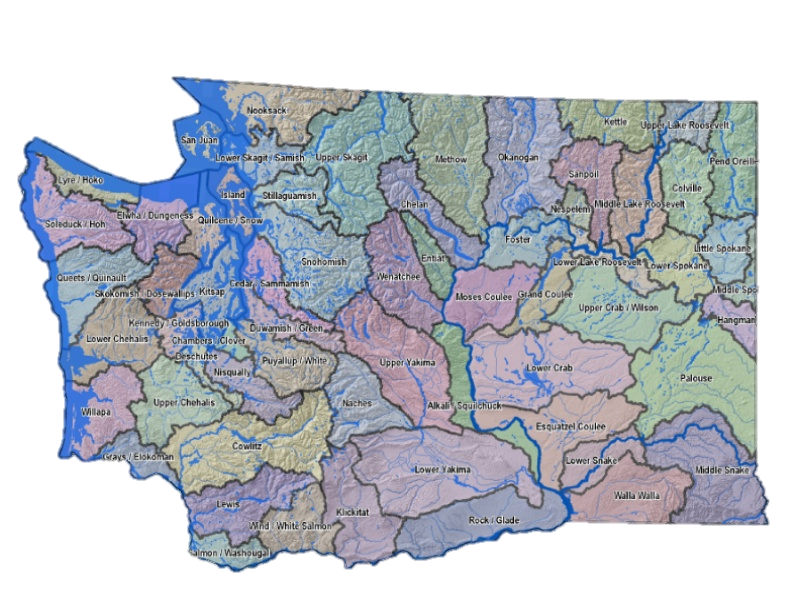 Nooksack
Kettle
Upper Lake Roosevelt
San Juan
Lower Skagit / Samish
Upper Skagit
Methow
Okanogan
Pend Oreille
Sanpoil
Colville
Lyre / Hoko
Island
Stillaguamish
Chelan
Nespelem
Middle Lake Roosevelt
Elwha / Dungeness
Quilcene / Snow
Soleduck / Hoh
Foster
Little Spokane
Entiat
Snohomish
Lower Lake Roosevelt
Lower Spokane
Queets / Quinault
Wenatchee
Cedar / Sammamish
Skokomish / Dosewallips
Kitsap
Moses Coulee
Grand Coulee
Middle Spo
Upper Crab / Wilson
Hangman
Kennedy / Goldsborough
Duwamish / Green
Lower Chehalis
Chambers / Clover
Deschutes
Puyallup / White
Upper Yakima
Lower Crab
Nisqually
Palouse
Upper Chehalis
Naches
Alkali / Squilchuck
Willapa
Esquatzel Coulee
Cowlitz
Grays / Elokoman
Lower Snake
Lower Yakima
Middle Snake
Walla Walla
Lewis
Klickitat
Rock / Glade
Wind / White Salmon
almon / Washougal